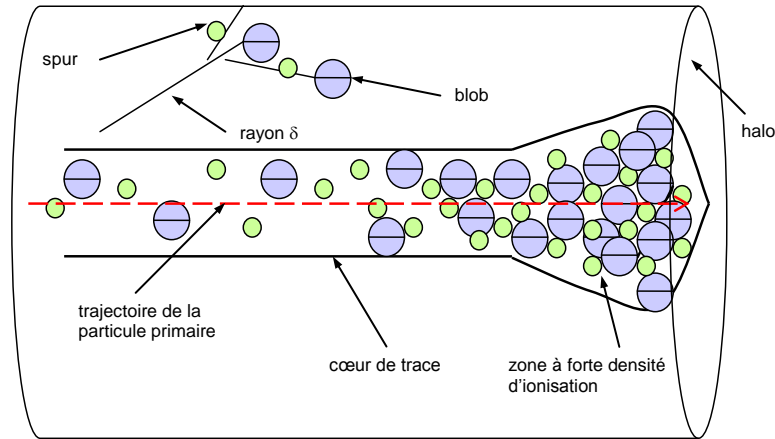 spur
blob
rayon δ
halo
trajectoire de la
particule primaire
cœur de trace
zone à forte densité
d'ionisation